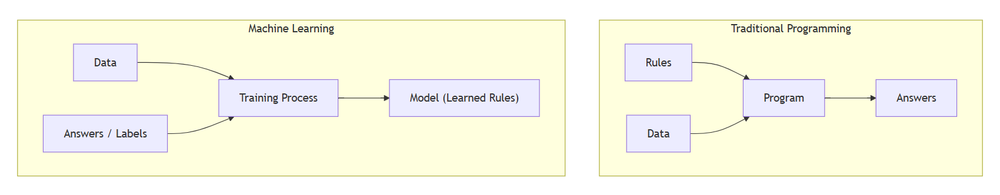 Machine Learning
Data
Training Process
Model (Learned Rules)
Answers / Labels
Traditional Programming
Rules
Program
Answers
Data